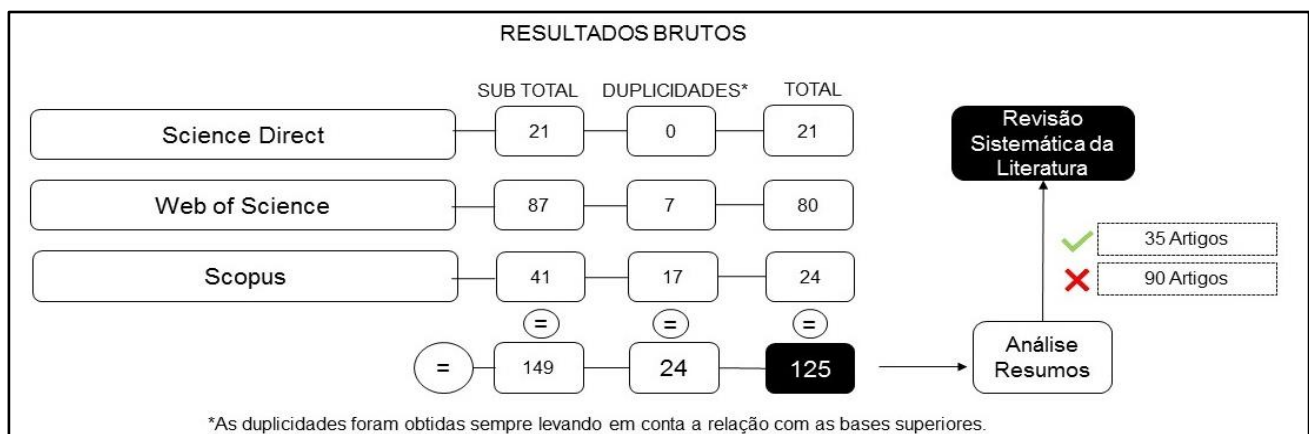 RESULTADOS BRUTOS
SUB TOTAL DUPLICIDADES* TOTAL
Science Direct 21 0 21
Web of Science 87 7 80
Scopus 41 17 24
= = =
= 149 24 125
Revisão
Sistemática da
Literatura
35 Artigos
90 Artigos
Análise
Resumos
*As duplicidades foram obtidas sempre levando em conta a relação com as bases superiores.